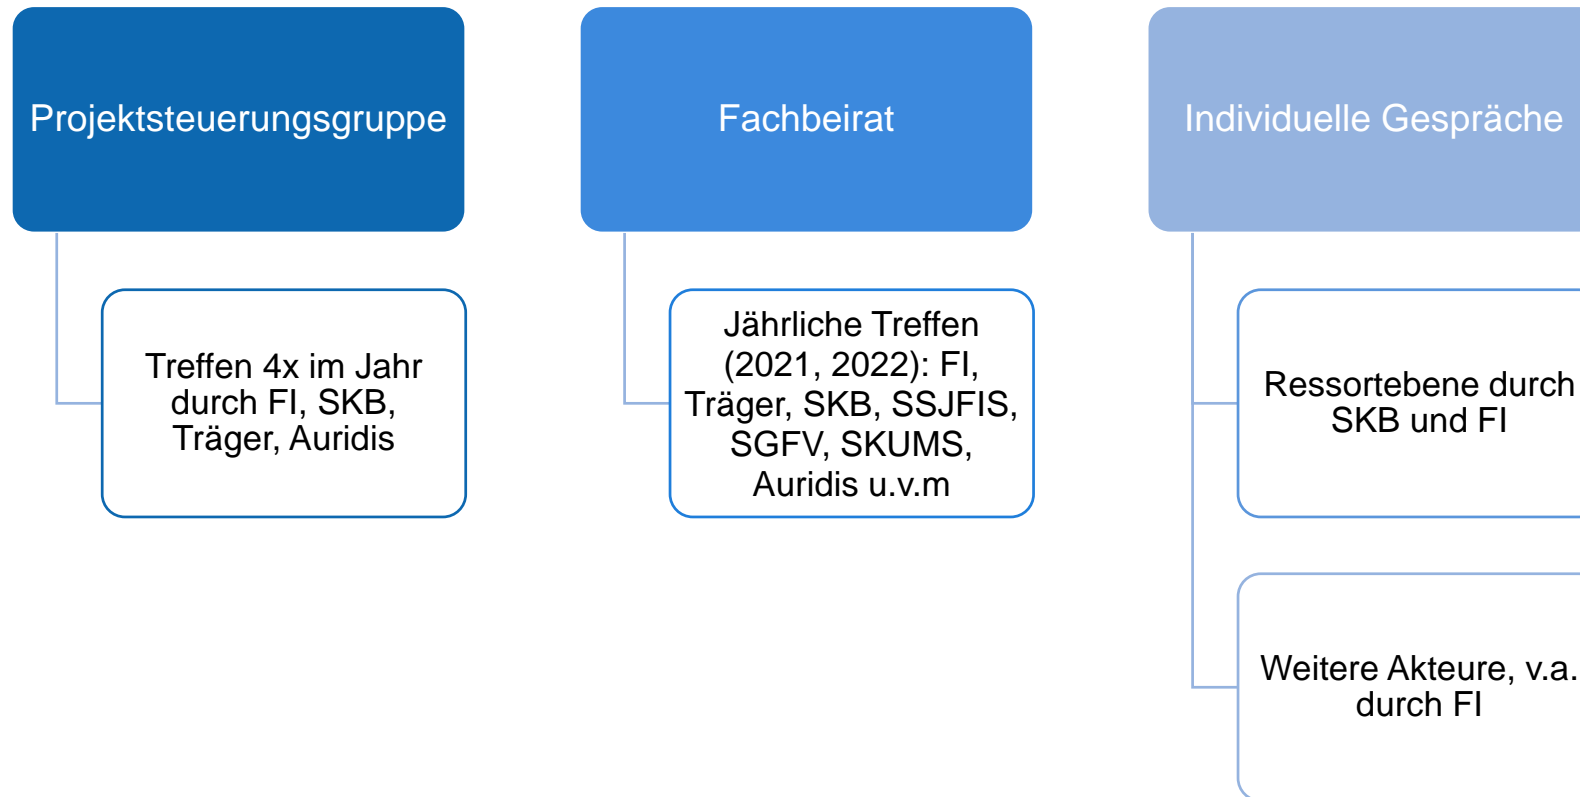 Projektsteuerungsgruppe
Treffen 4x im Jahr
durch FI, SKB,
Träger, Auridis
Fachbeirat
Jährliche Treffen
(2021, 2022): FI,
Träger, SKB, SSJFIS,
SGFV, SKUMS,
Auridis u.v.m
Individuelle Gespräche
Ressortebene durch
SKB und FI
Weitere Akteure, v.a.
durch FI